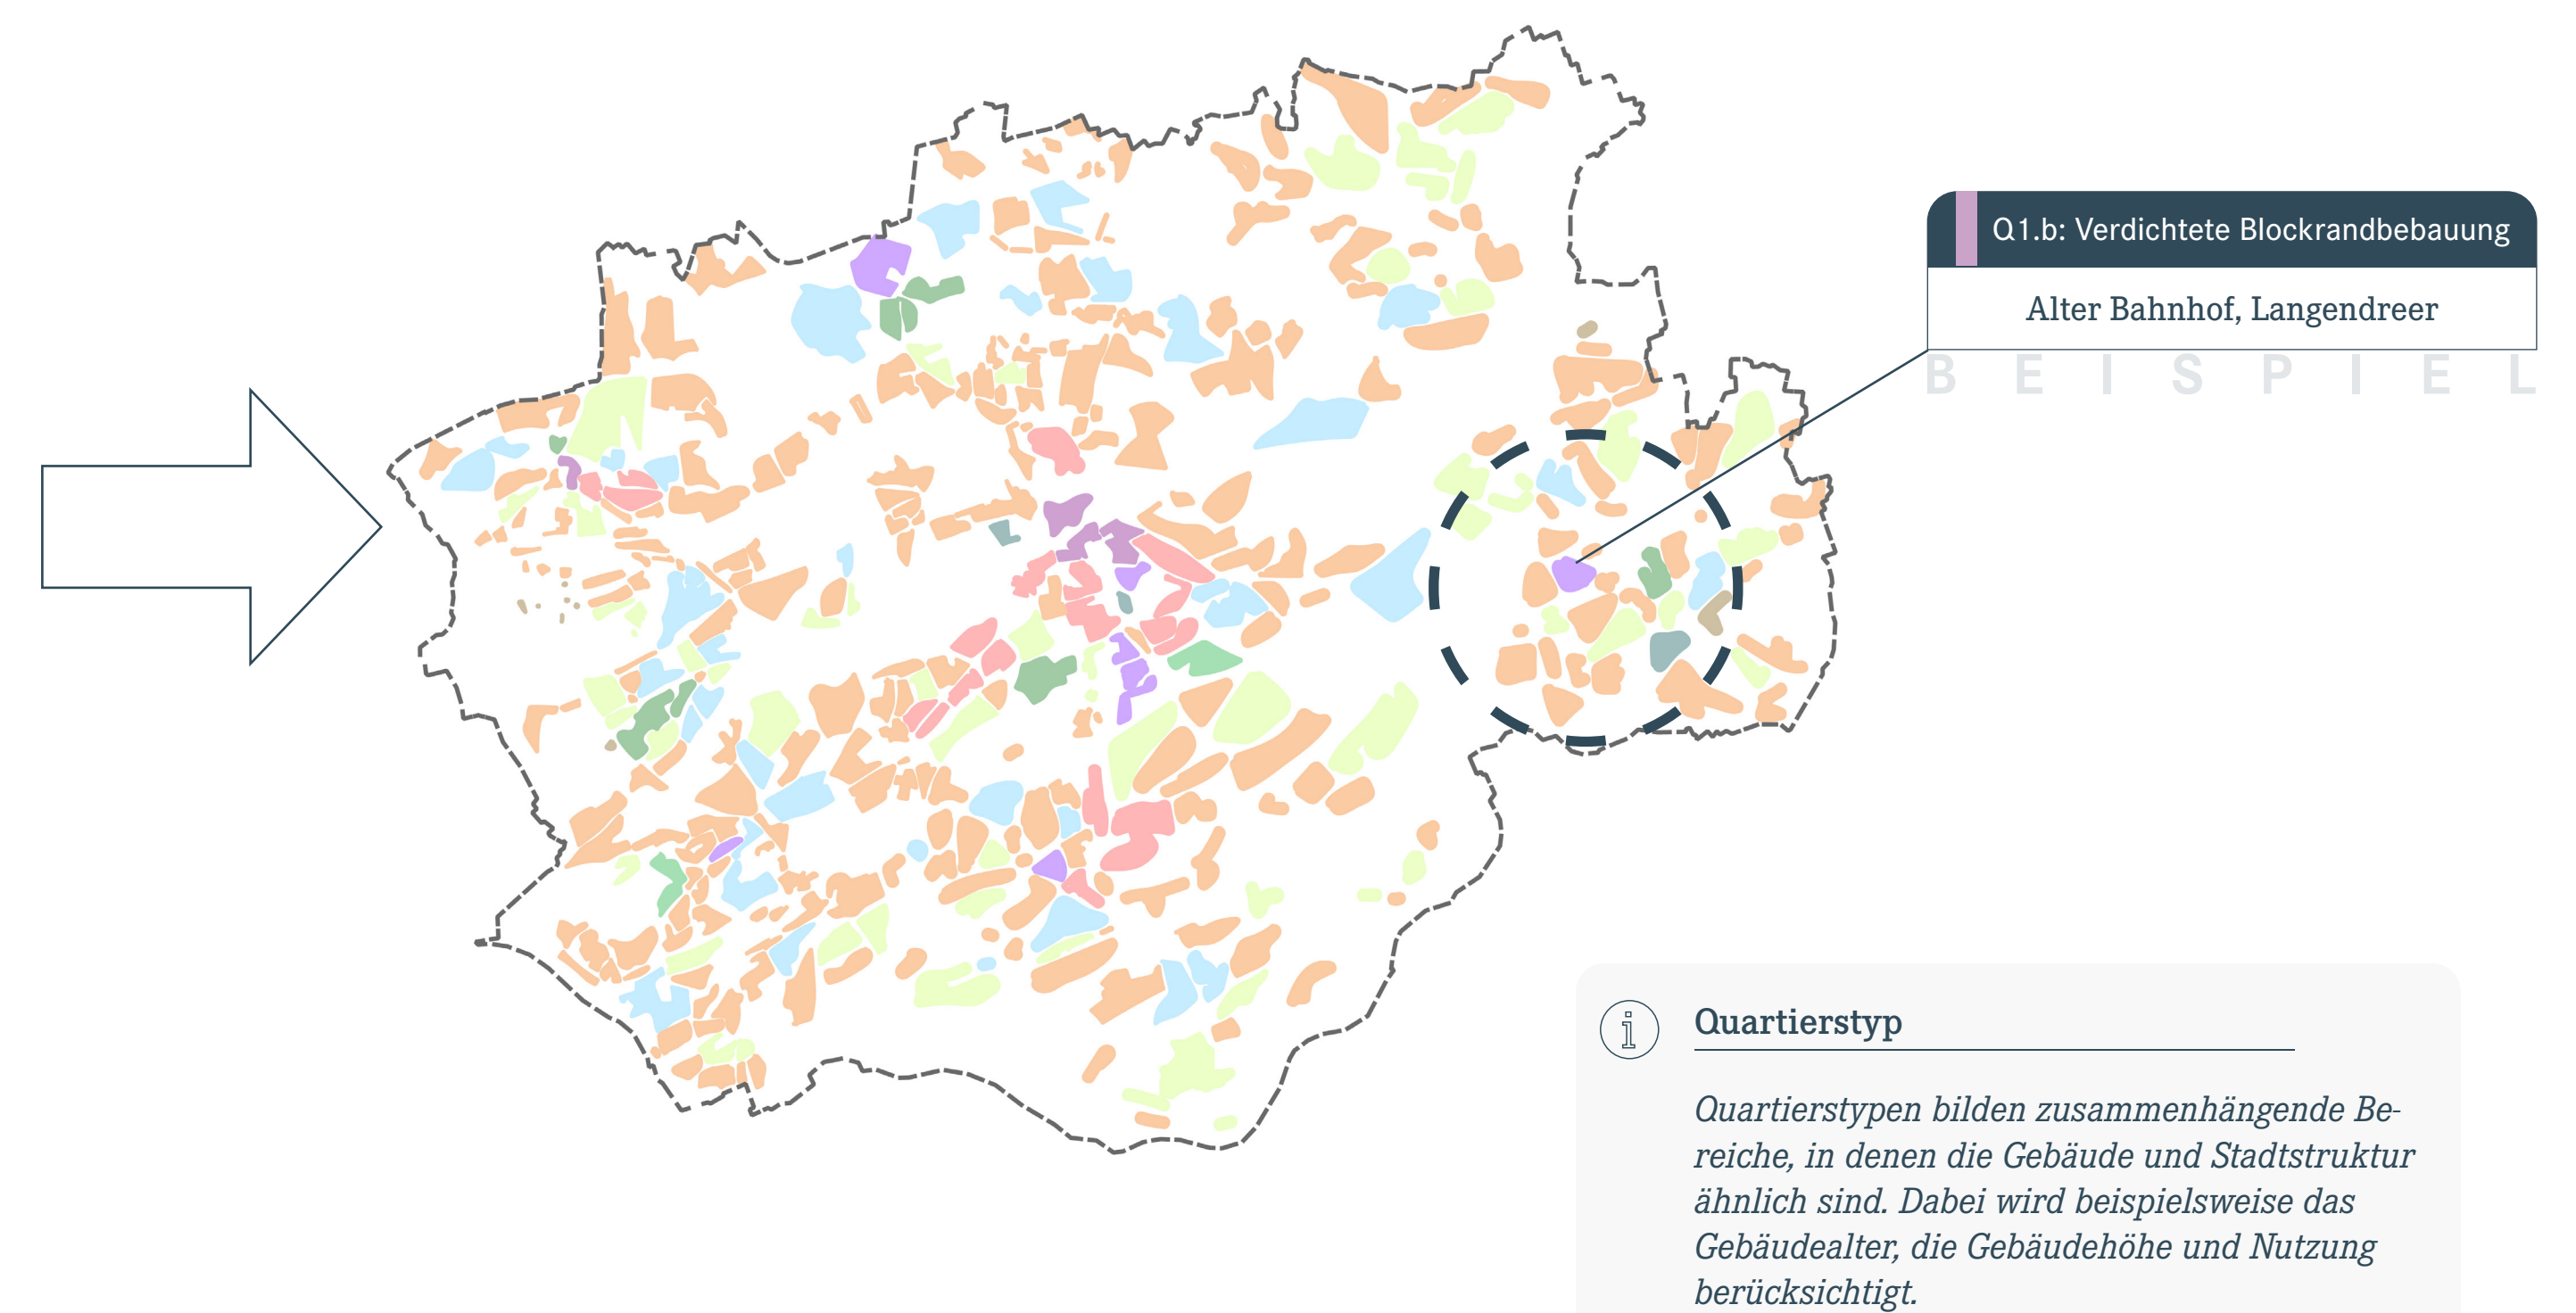 Q1.b: Verdichtete Blockrandbebauung
Alter Bahnhof, Langendreer
BEISPIEL
i
Quartierstyp
Quartierstypen bilden zusammenhängende Be-
reiche, in denen die Gebäude und Stadtstruktur
ähnlich sind. Dabei wird beispielsweise das
Gebäudealter, die Gebäudehöhe und Nutzung
berücksichtigt.